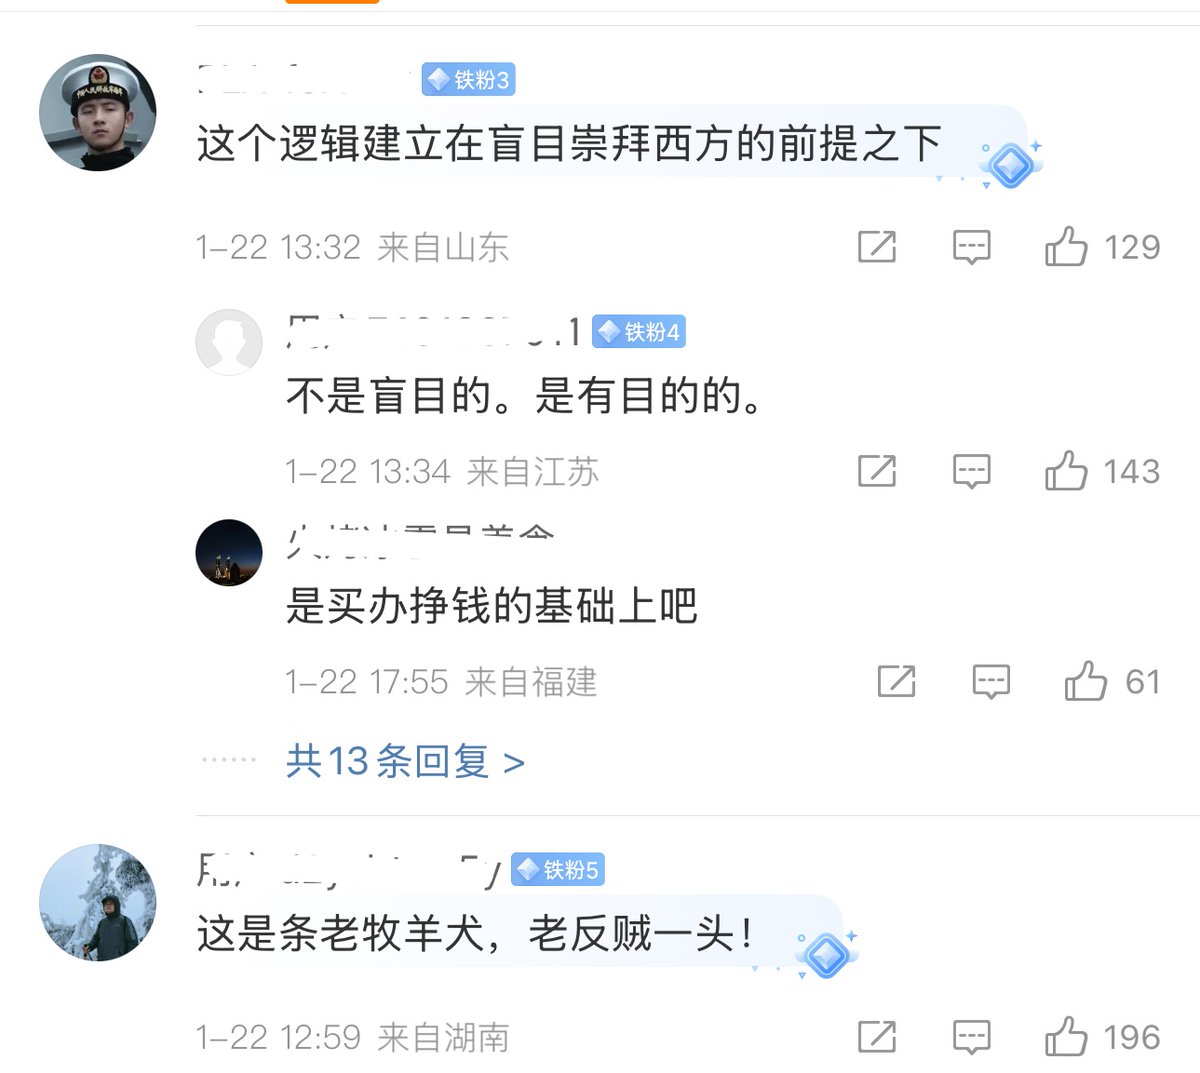 铁粉3
这个逻辑建立在盲目崇拜西方的前提之下
1-22 13:32 来自山东
129
铁粉4
不是盲目的。是有目的的。
1-22 13:34 来自江苏
143
是买办挣钱的基础上吧
1-22 17:55 来自福建
61
共13条回复 >
铁粉5
这是条老牧羊犬，老反贼一头！
1-22 12:59 来自湖南
196